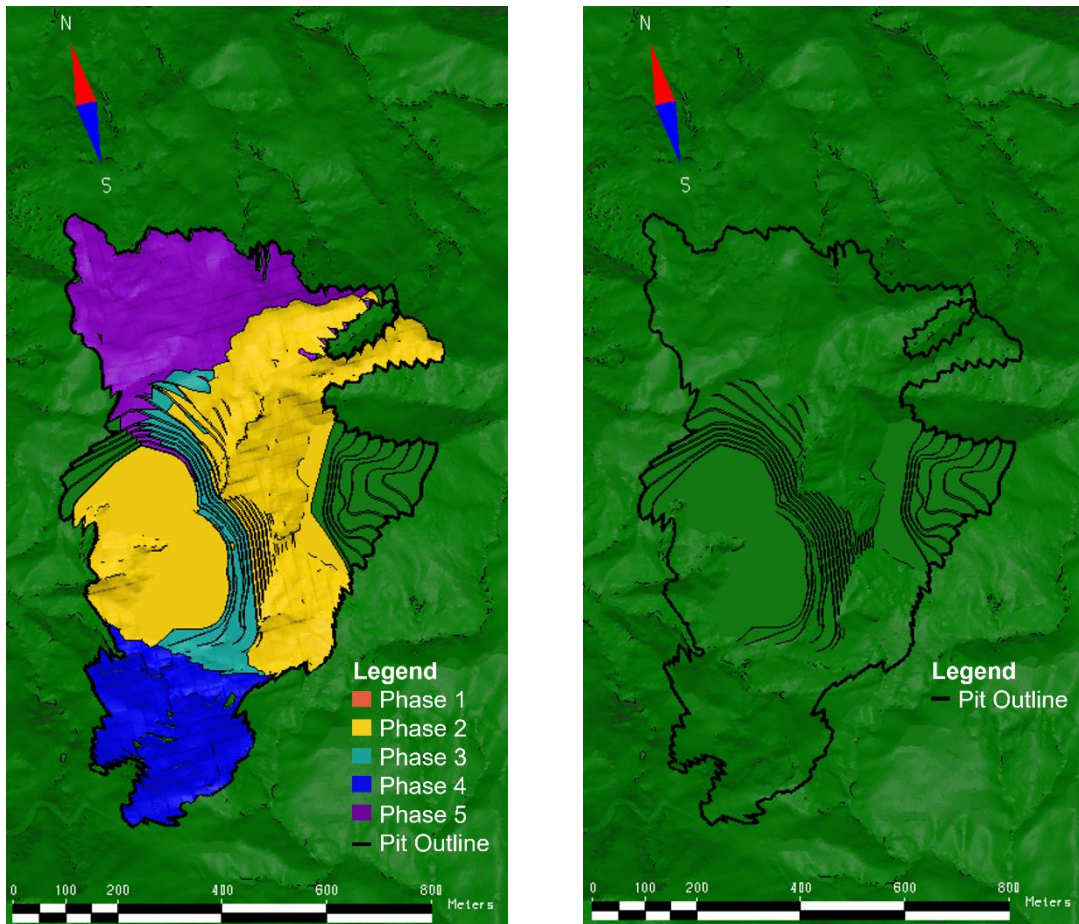 N
S
Legend
Phase 1
Phase 2
Phase 3
Phase 4
Phase 5
Pit Outline
0 100 200 400 600 800
Meters
N
S
Legend
Pit Outline
0 100 200 400 600 800
Meters